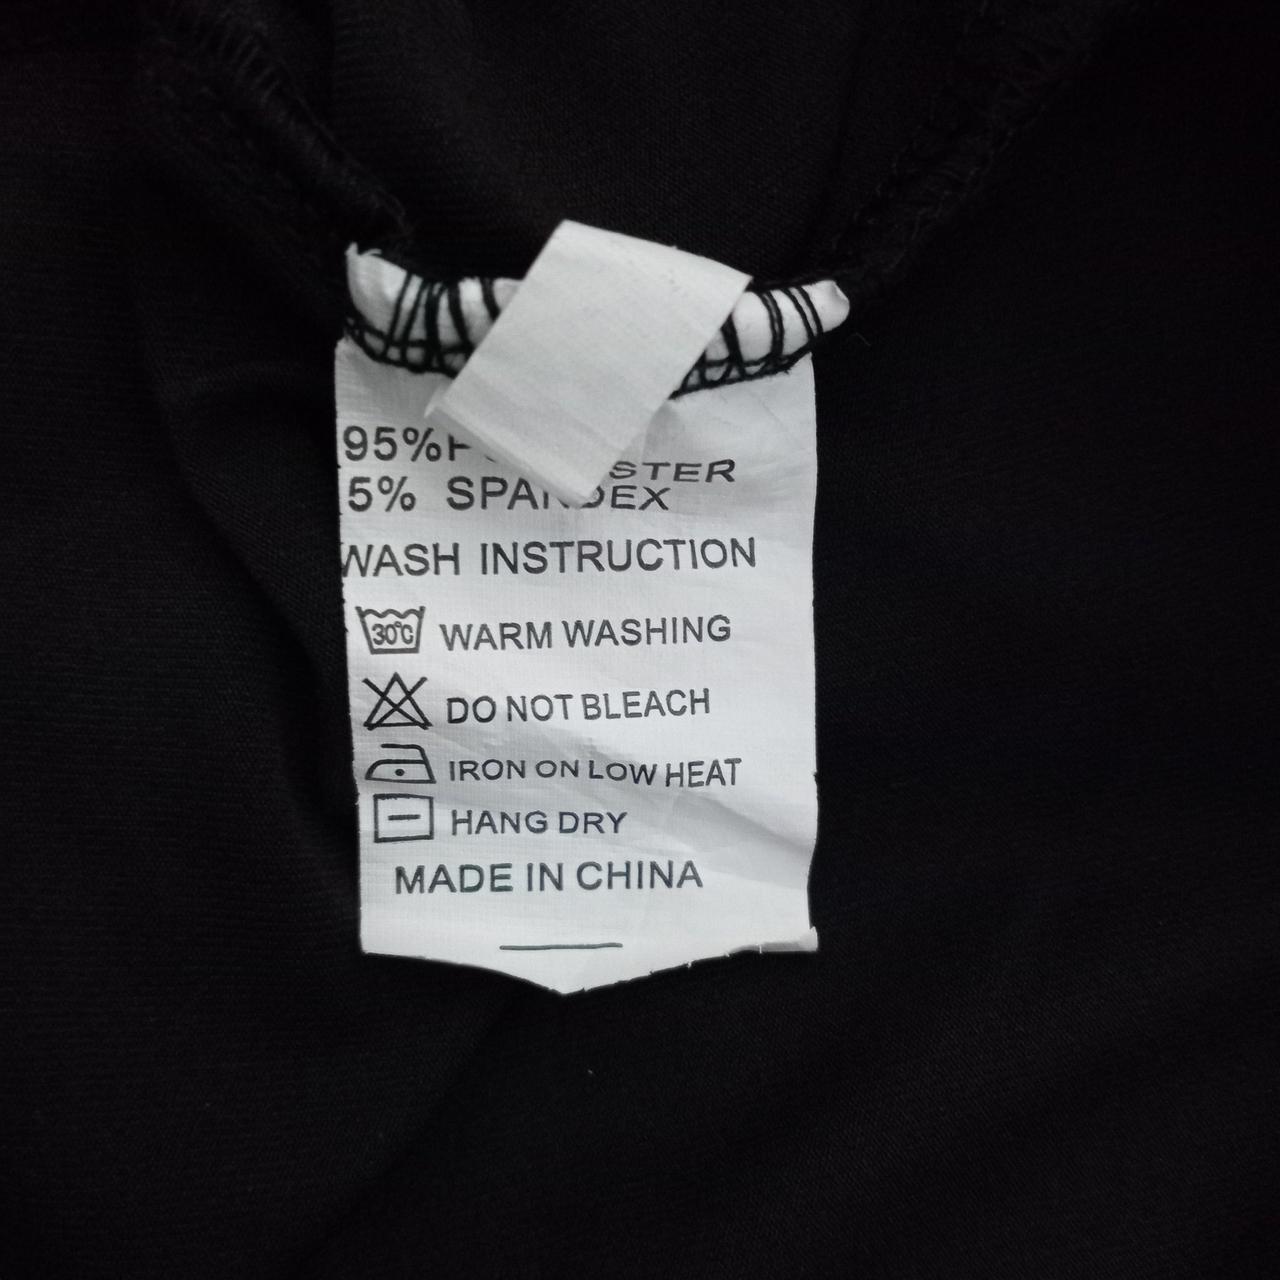 95% STER
5% SPANDEX
WASH INSTRUCTION
30℃ WARM WASHING
DO NOT BLEACH
IRON ON LOW HEAT
HANG DRY
MADE IN CHINA